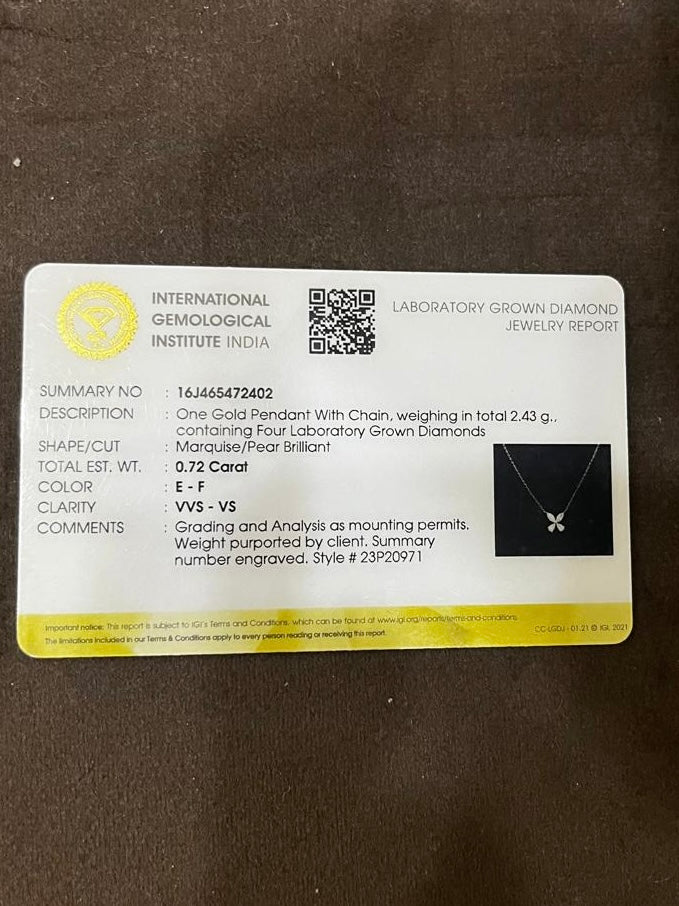 INTERNATIONAL
GEMOLOGICAL
INSTITUTE INDIA
LABORATORY GROWN DIAMOND
JEWELRY REPORT
SUMMARY NO : 16J465472402
DESCRIPTION : One Gold Pendant With Chain, weighing in total 2.43 g.,
containing Four Laboratory Grown Diamonds
SHAPE/CUT : Marquise/Pear Brilliant
TOTAL EST. WT. : 0.72 Carat
COLOR : E - F
CLARITY : VVS - VS
COMMENTS : Grading and Analysis as mounting permits.
Weight purported by client. Summary
number engraved. Style # 23P20971
Important notice: This report is subject to IGI's Terms and Conditions, which can be found at www.igi.org/reports/terms-and-conditions.
The limitations included in our Terms & Conditions apply to every person reading or receiving this report.
CC-LGDJ - 01.21 © IGI, 2021